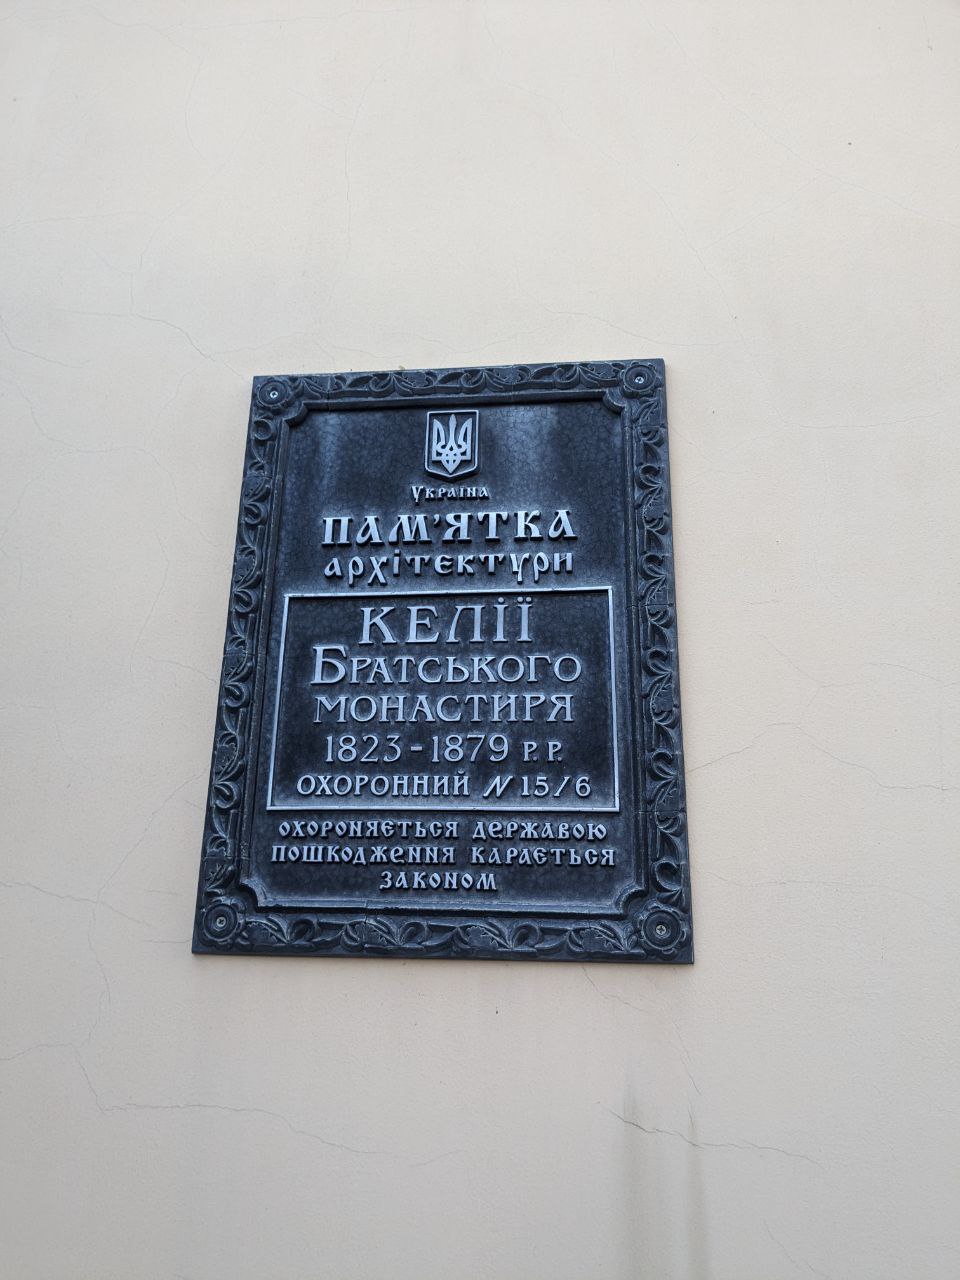 Україна
ПАМ'ЯТКА
архітектури
КЕЛІЇ
БРАТСЬКОГО
МОНАСТИРЯ
1823-1879 Р.Р.
ОХОРОННИЙ N 15/6
ОХОРОНЯЄТЬСЯ ДЕРЖАВОЮ
ПОШКОДЖЕННЯ КАРАЄТЬСЯ
ЗАКОНОМ